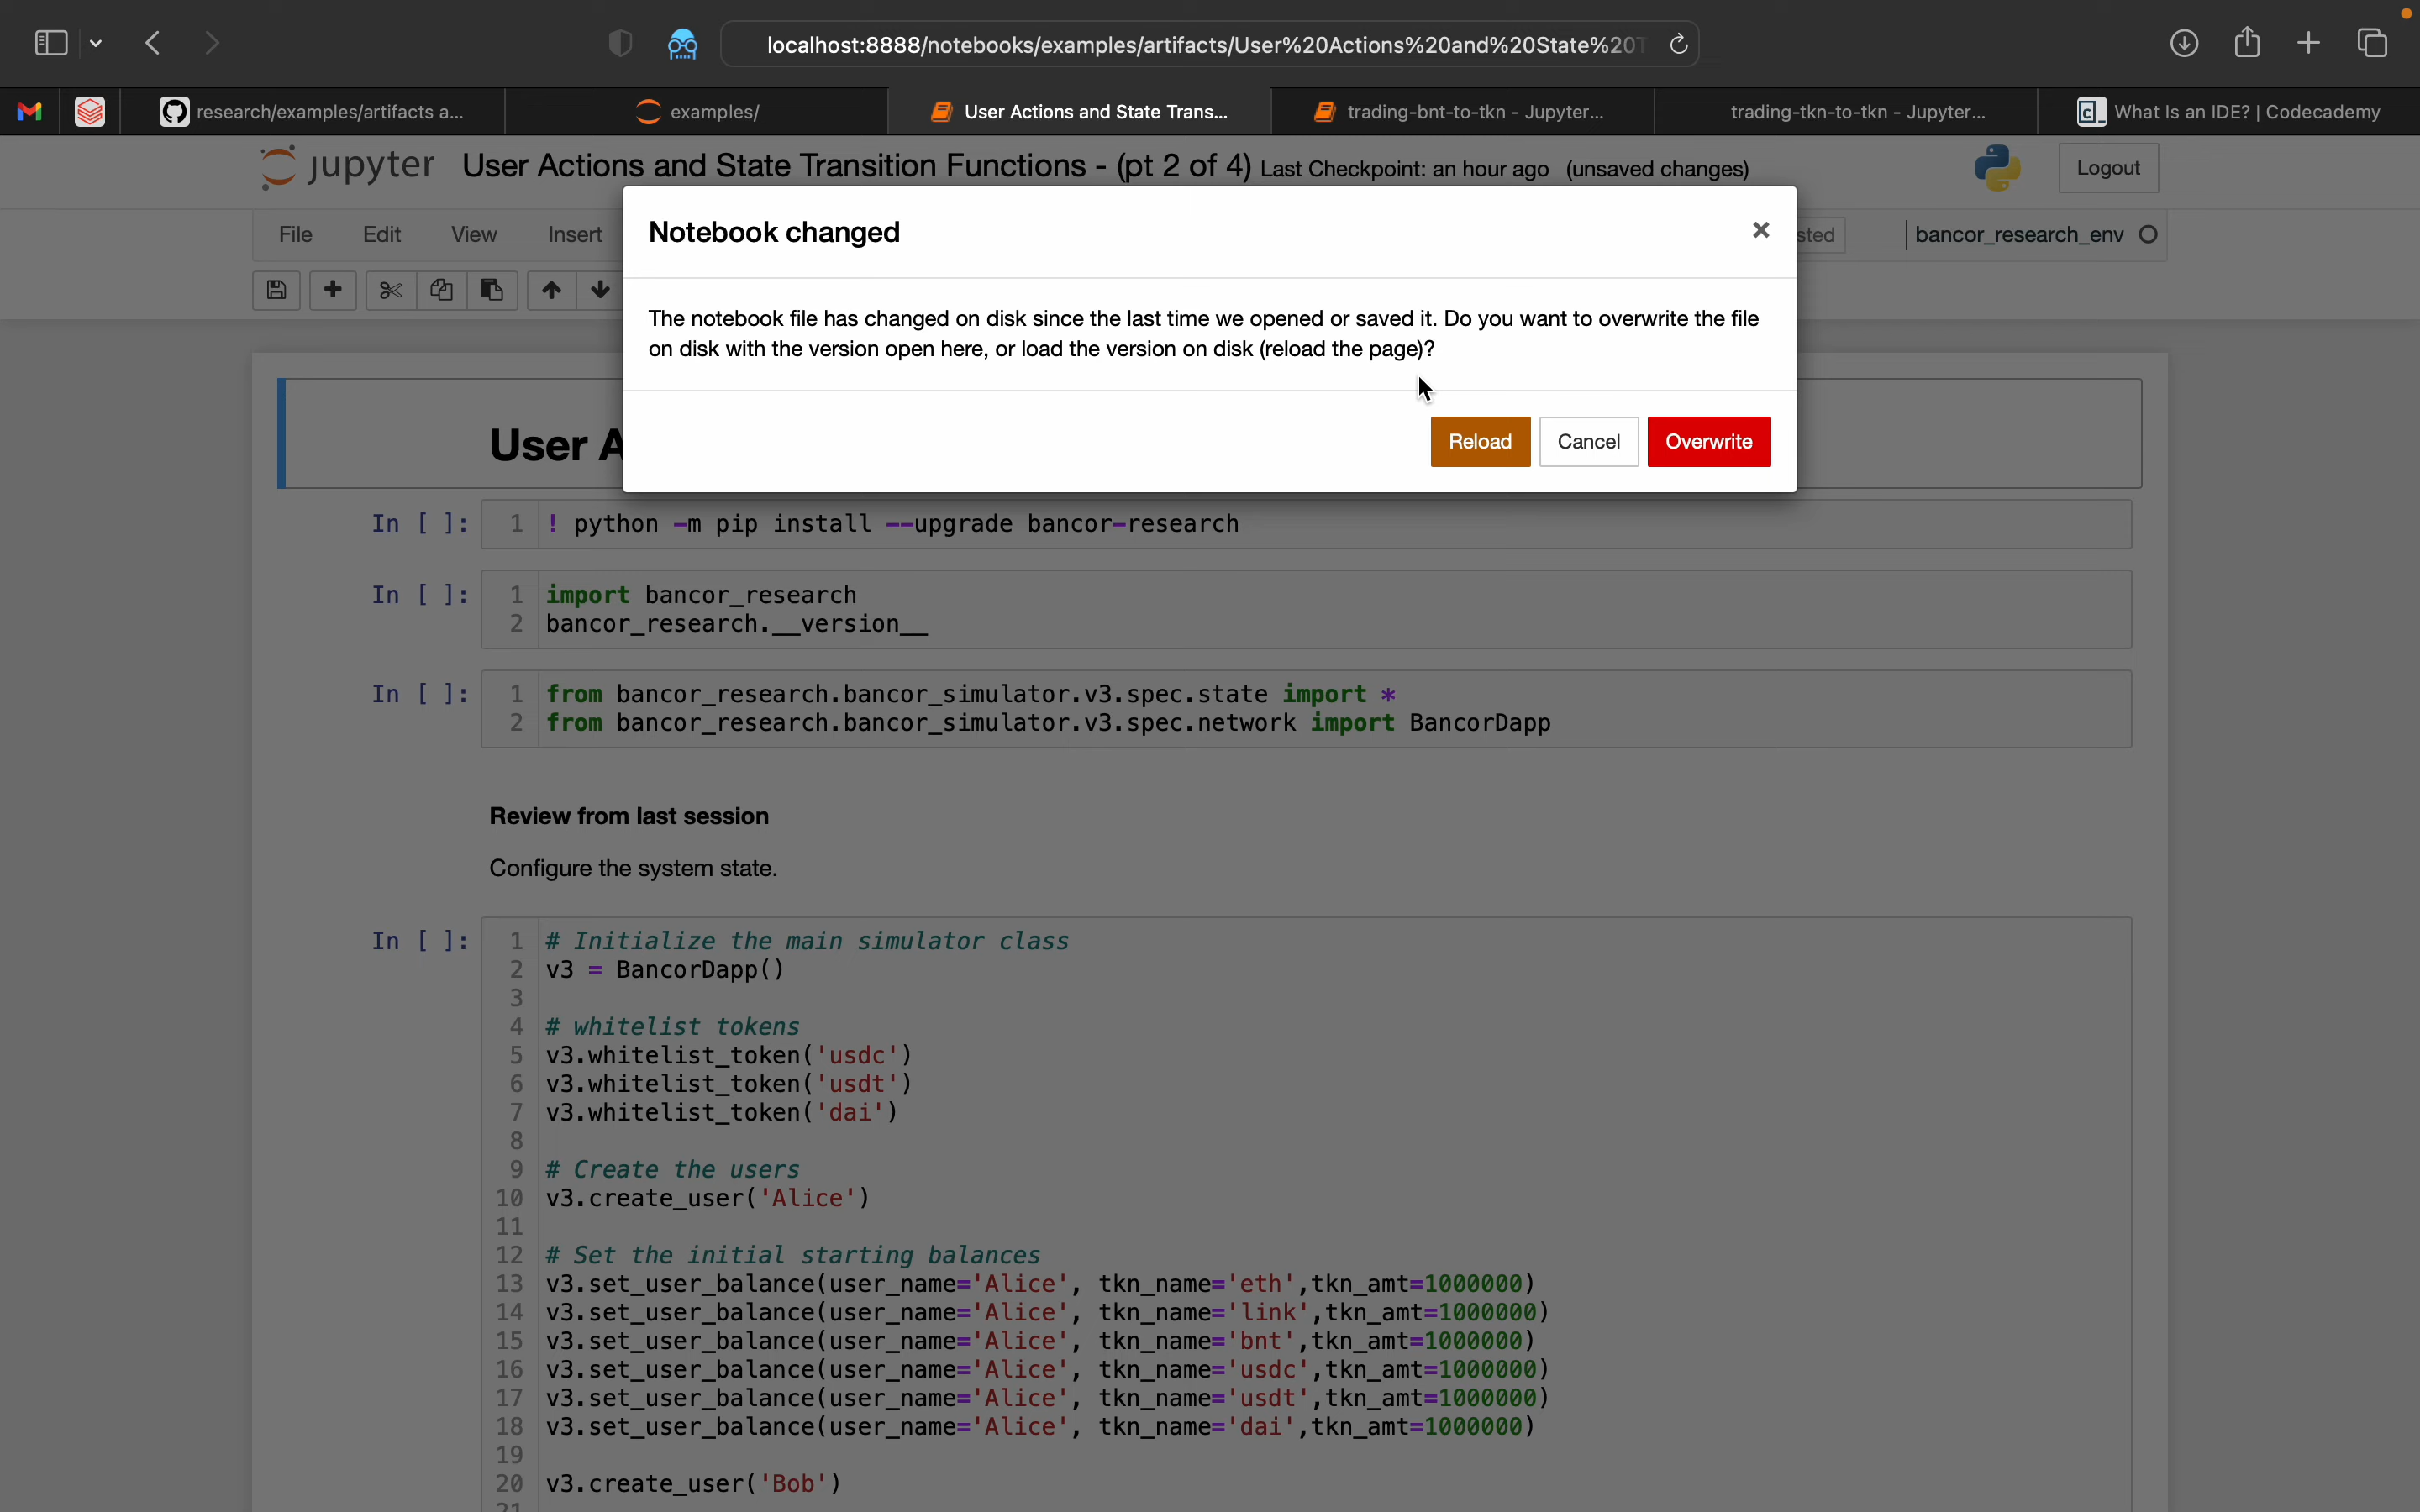 localhost:8888/notebooks/examples/artifacts/User%20Actions%20and%20State%20T
research/examples/artifacts a...
examples/
User Actions and State Trans...
trading-bnt-to-tkn - Jupyter...
trading-tkn-to-tkn - Jupyter...
What Is an IDE? | Codecademy
jupyter User Actions and State Transition Functions - (pt 2 of 4) Last Checkpoint: an hour ago (unsaved changes)
Logout
File Edit View Insert
sted
bancor_research_env
Notebook changed
The notebook file has changed on disk since the last time we opened or saved it. Do you want to overwrite the file
on disk with the version open here, or load the version on disk (reload the page)?
Reload Cancel Overwrite
User A
In [ ]: 1 ! python -m pip install --upgrade bancor-research
In [ ]: 1 import bancor_research
2 bancor_research.__version__
In [ ]: 1 from bancor_research.bancor_simulator.v3.spec.state import *
2 from bancor_research.bancor_simulator.v3.spec.network import BancorDapp
Review from last session
Configure the system state.
In [ ]: 1 # Initialize the main simulator class
2 v3 = BancorDapp()
3
4 # whitelist tokens
5 v3.whitelist_token('usdc')
6 v3.whitelist_token('usdt')
7 v3.whitelist_token('dai')
8
9 # Create the users
10 v3.create_user('Alice')
11
12 # Set the initial starting balances
13 v3.set_user_balance(user_name='Alice', tkn_name='eth',tkn_amt=1000000)
14 v3.set_user_balance(user_name='Alice', tkn_name='link',tkn_amt=1000000)
15 v3.set_user_balance(user_name='Alice', tkn_name='bnt',tkn_amt=1000000)
16 v3.set_user_balance(user_name='Alice', tkn_name='usdc',tkn_amt=1000000)
17 v3.set_user_balance(user_name='Alice', tkn_name='usdt',tkn_amt=1000000)
18 v3.set_user_balance(user_name='Alice', tkn_name='dai',tkn_amt=1000000)
19
20 v3.create_user('Bob')
21